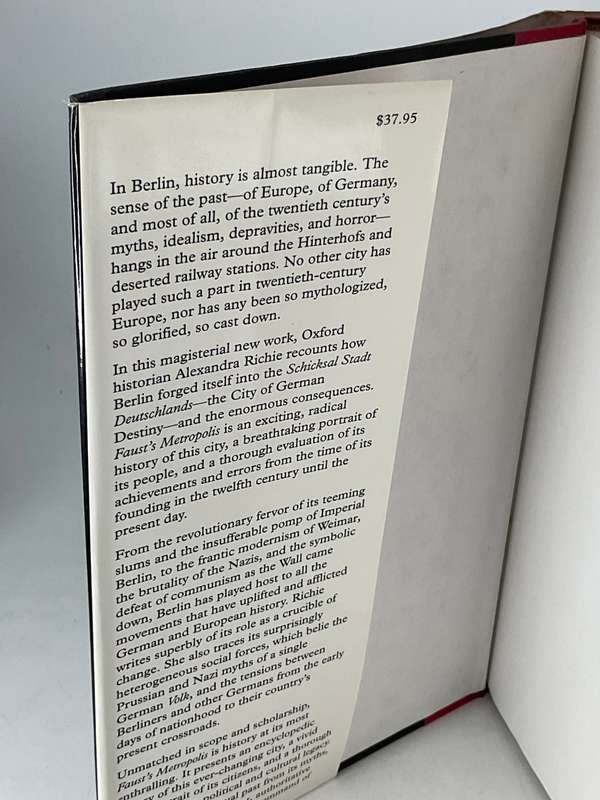 $37.95
In Berlin, history is almost tangible. The
sense of the past—of Europe, of Germany,
and most of all, of the twentieth century's
myths, idealism, depravities, and horror—
hangs in the air around the Hinterhofs and
deserted railway stations. No other city has
played such a part in twentieth-century
Europe, nor has any been so mythologized,
so glorified, so cast down.
In this magisterial new work, Oxford
historian Alexandra Richie recounts how
Berlin forged itself into the Schicksal Stadt
Deutschlands—the City of German
Destiny—and the enormous consequences.
Faust's Metropolis is an exciting, radical
history of this city, a breathtaking portrait of
its people, and a thorough evaluation of its
achievements and errors from the time of its
founding in the twelfth century until the
present day.
From the revolutionary fervor of its teeming
slums and the insufferable pomp of Imperial
Berlin, to the frantic modernism of Weimar,
the brutality of the Nazis, and the symbolic
defeat of communism as the Wall came
down, Berlin has played host to all the
movements that have uplifted and afflicted
German and European history. Richie
writes superbly of its role as a crucible of
change. She also traces its surprisingly
heterogeneous social forces, which belie the
Prussian and Nazi myths of a single
German Volk, and the tensions between
Berliners and other Germans from the early
days of nationhood to their country's
present crossroads.
Unmatched in scope and scholarship,
Faust's Metropolis is history at its most
enthralling. It presents an encyclopedic
of this ever-changing city, a vivid
of its citizens, and a thorough
political and cultural legacy.
past from its myths,
authoritative
of